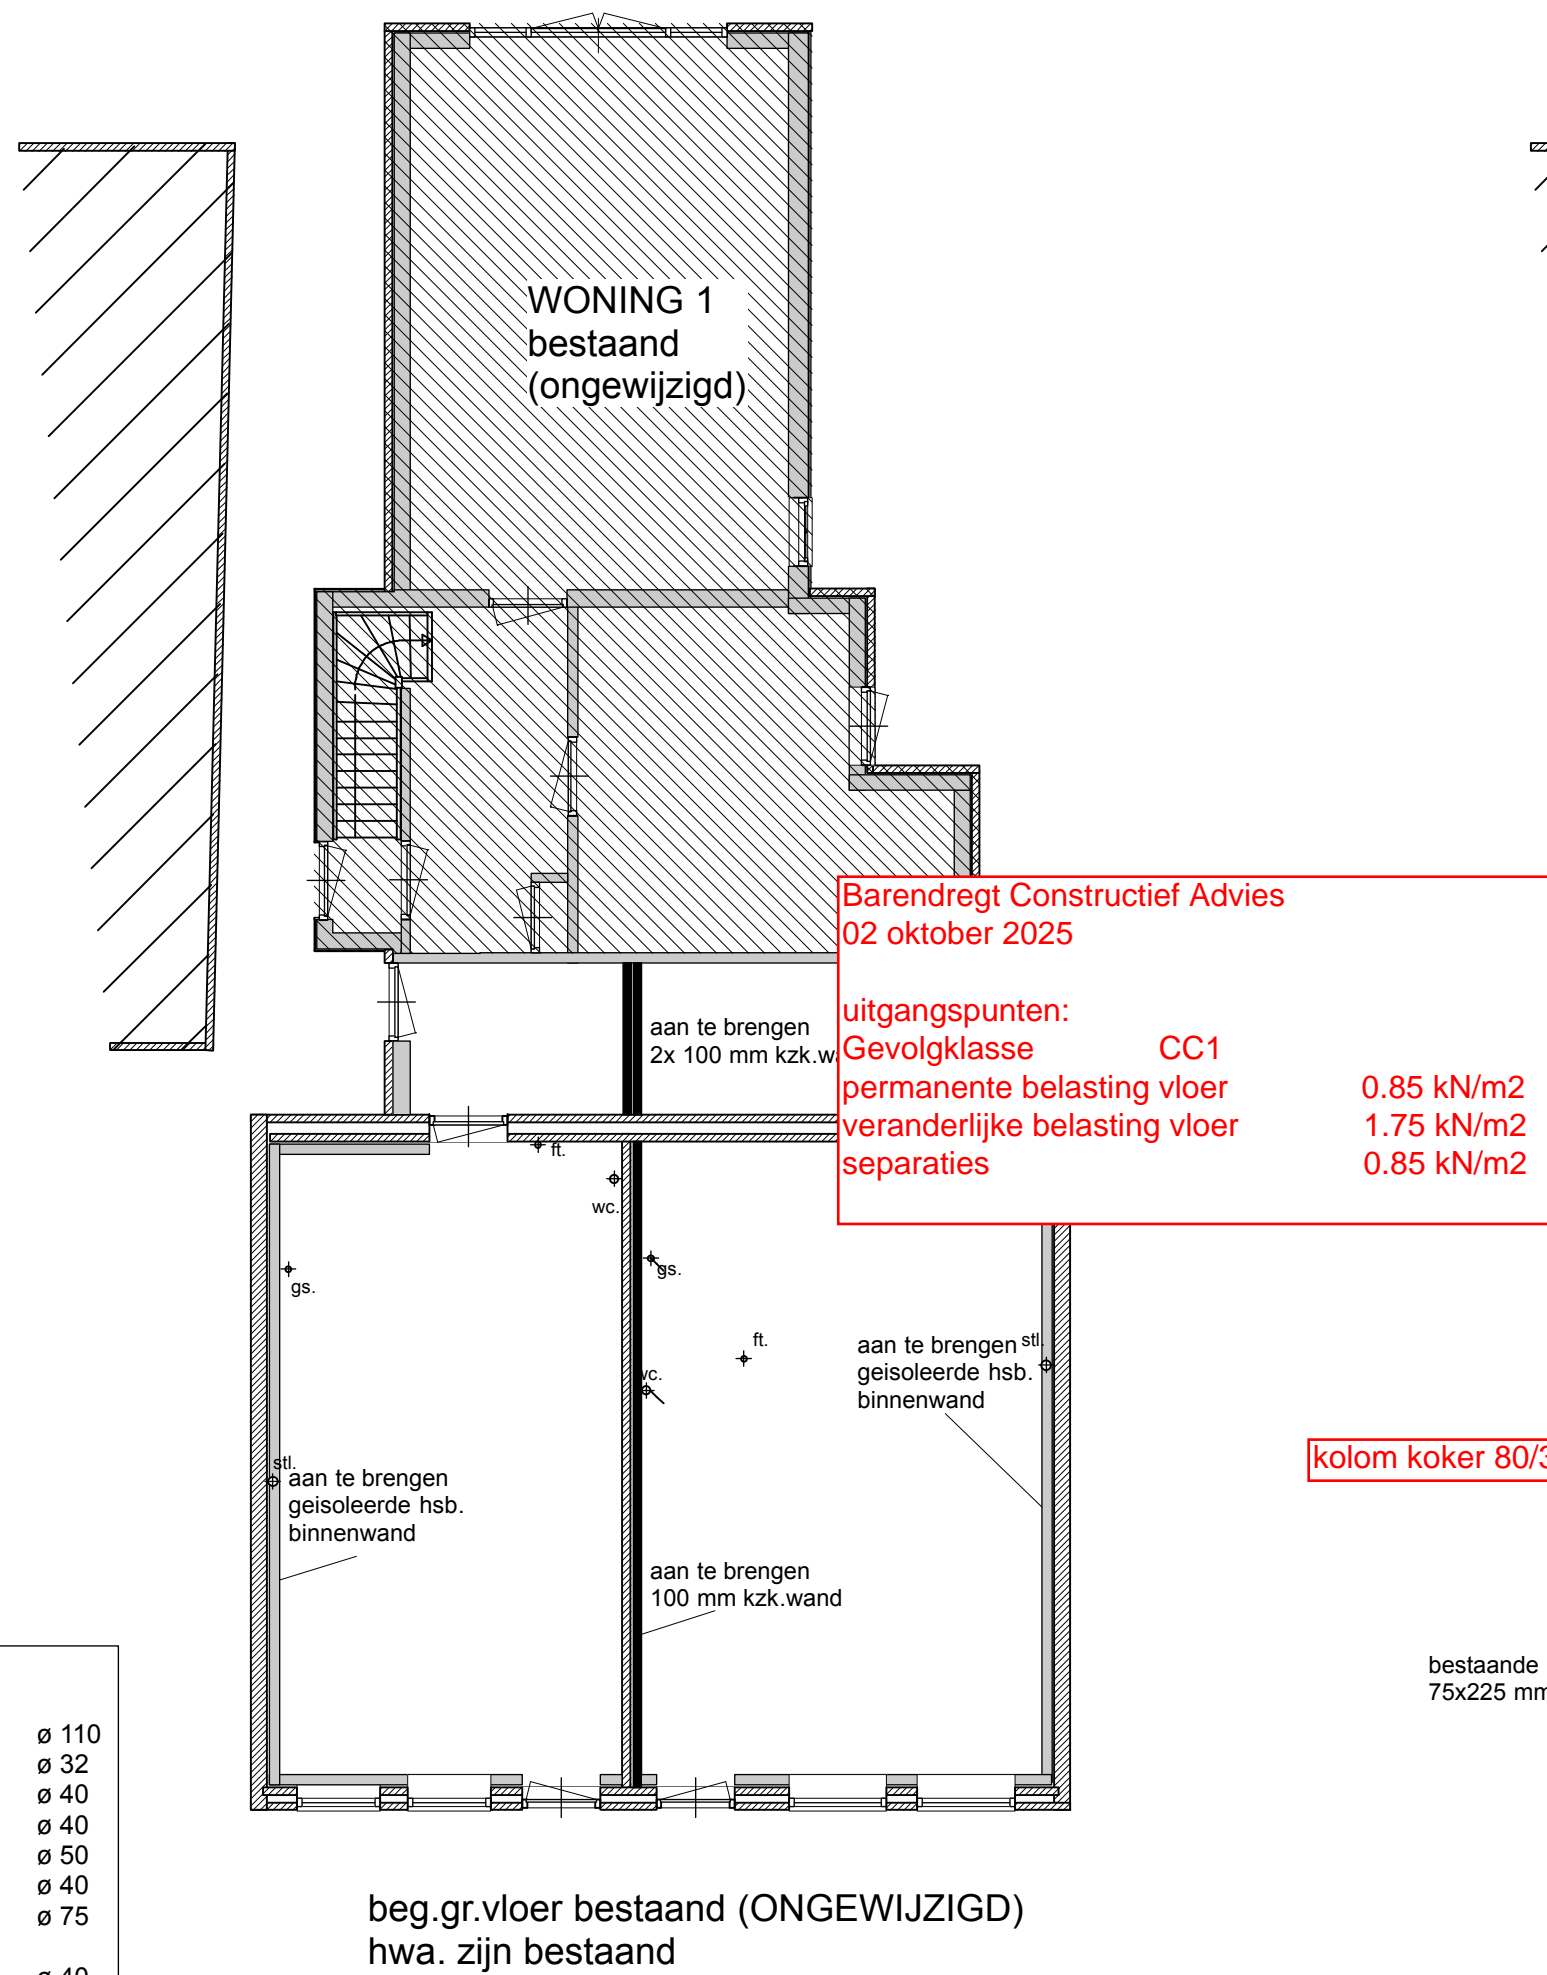 WONING 1
bestaand
(ongewijzigd)
Barendregt Constructief Advies
02 oktober 2025
uitgangspunten:
Gevolgklasse CC1
permanente belasting vloer 0.85 kN/m2
veranderlijke belasting vloer 1.75 kN/m2
separaties 0.85 kN/m2
aan te brengen
2x 100 mm kzk.wa
ft.
wc.
gs.
gs.
ft.
wc.
aan te brengen
geisoleerde hsb.
binnenwand
stl.
stl.
aan te brengen
geisoleerde hsb.
binnenwand
kolom koker 80/3
aan te brengen
100 mm kzk.wand
bestaande
75x225 mm
ø 110
ø 32
ø 40
ø 40
ø 50
ø 40
ø 75
ø 40
beg.gr.vloer bestaand (ONGEWIJZIGD)
hwa. zijn bestaand